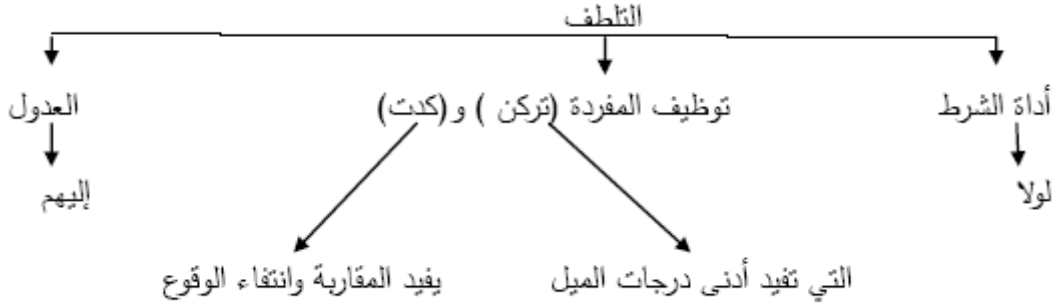 التلطف
أداة الشرط
توظيف المفردة (تركن ) و(كدت)
العدول
لولا
إليهم
التي تفيد أدنى درجات الميل
يفيد المقاربة وانتفاء الوقوع